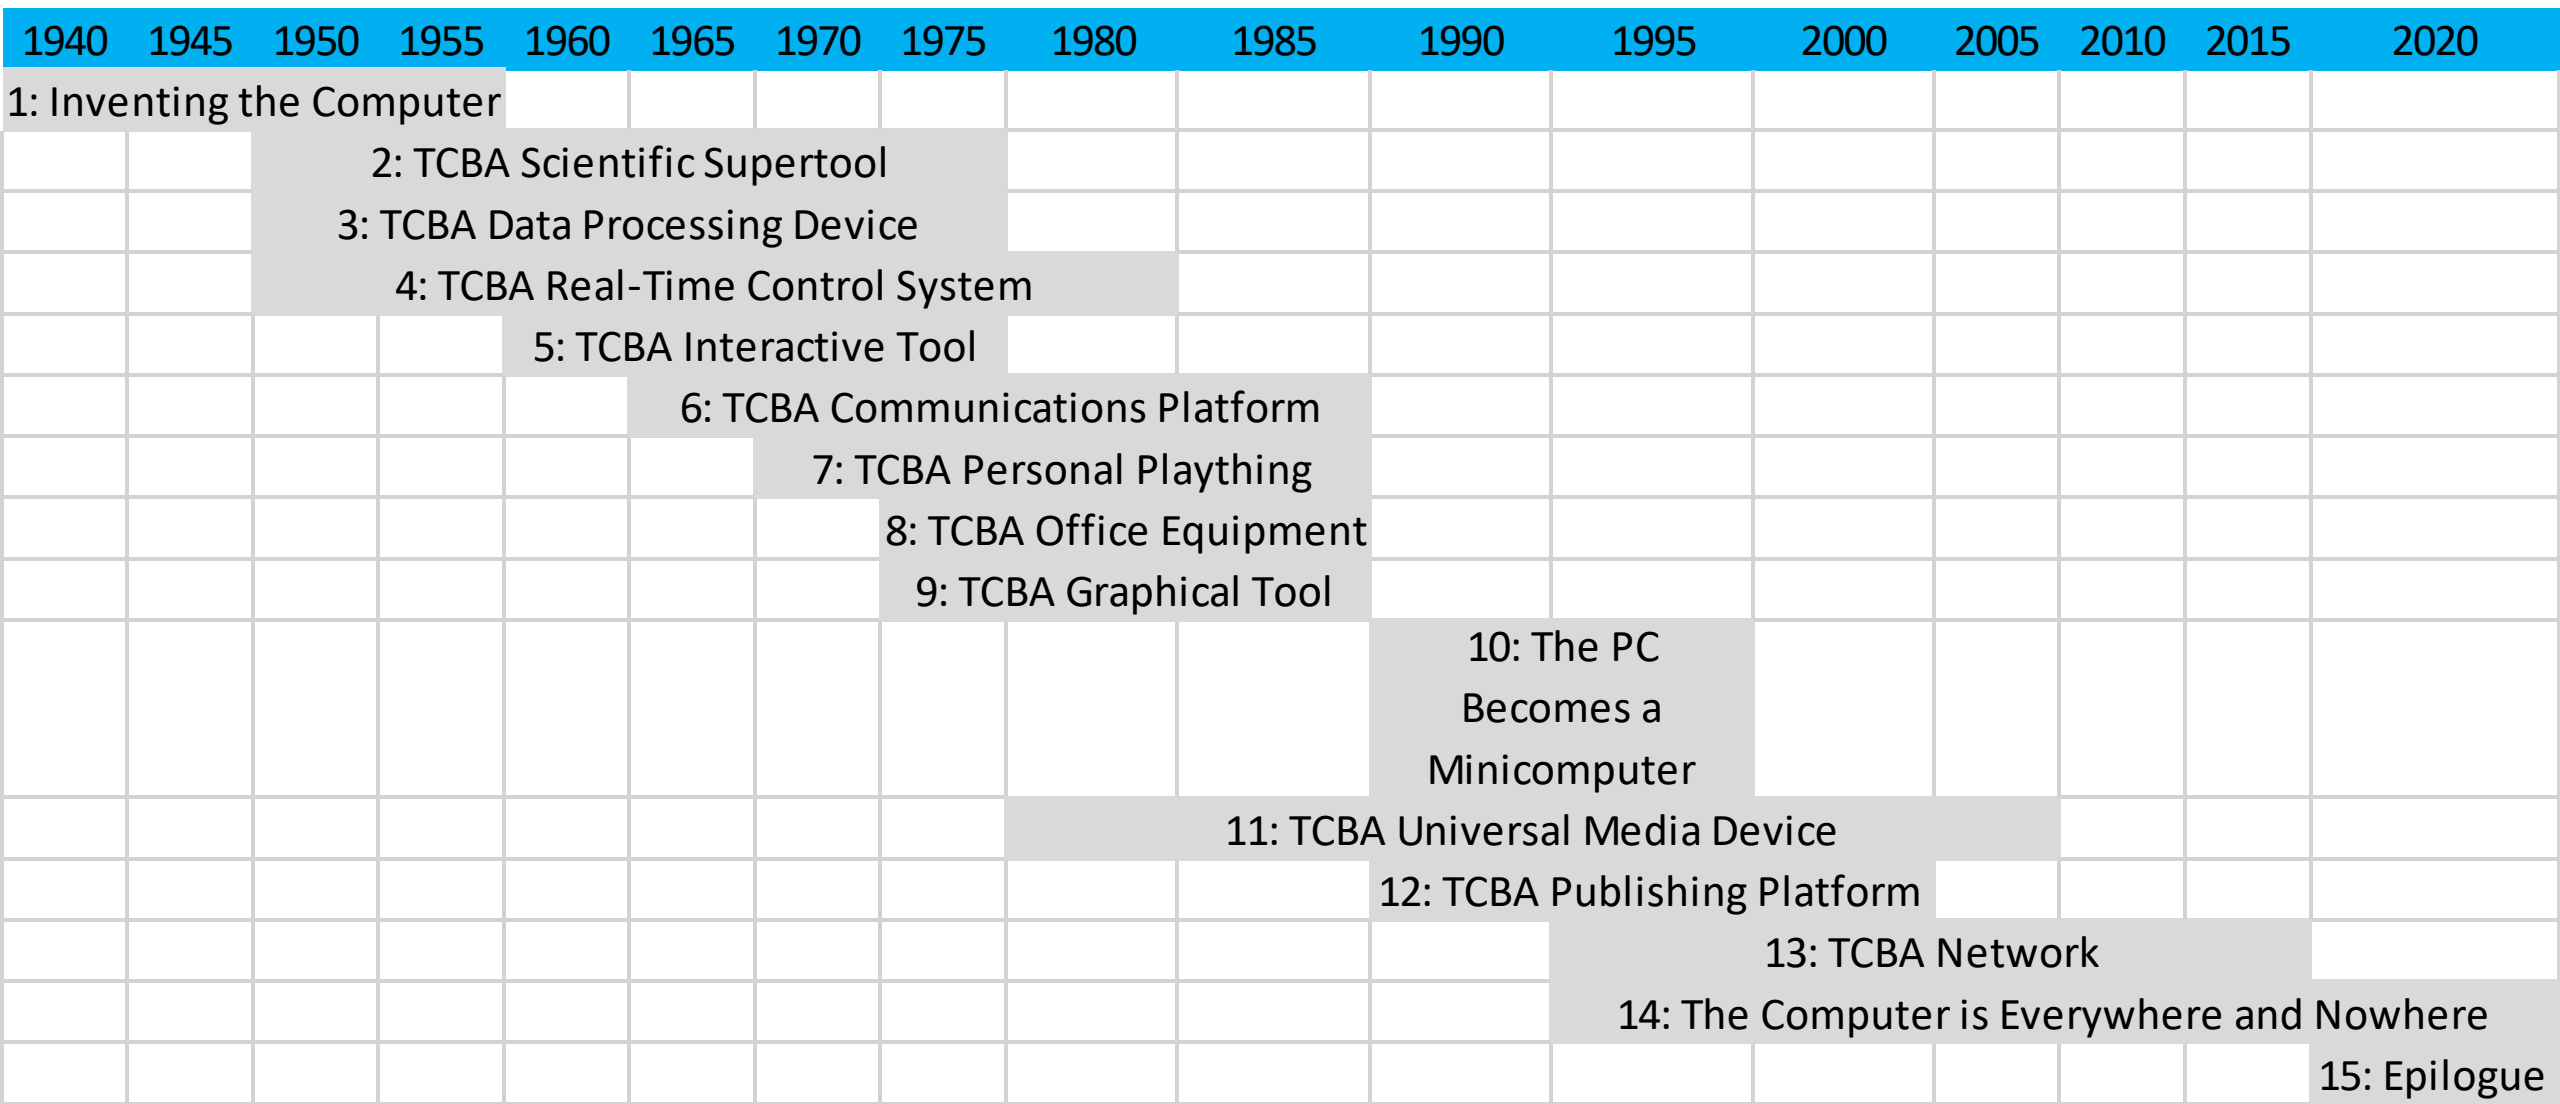 1940 1945 1950 1955 1960 1965 1970 1975 1980 1985 1990 1995 2000 2005 2010 2015 2020
1: Inventing the Computer
2: TCBA Scientific Supertool
3: TCBA Data Processing Device
4: TCBA Real-Time Control System
5: TCBA Interactive Tool
6: TCBA Communications Platform
7: TCBA Personal Plaything
8: TCBA Office Equipment
9: TCBA Graphical Tool
10: The PC
Becomes a
Minicomputer
11: TCBA Universal Media Device
12: TCBA Publishing Platform
13: TCBA Network
14: The Computer is Everywhere and Nowhere
15: Epilogue